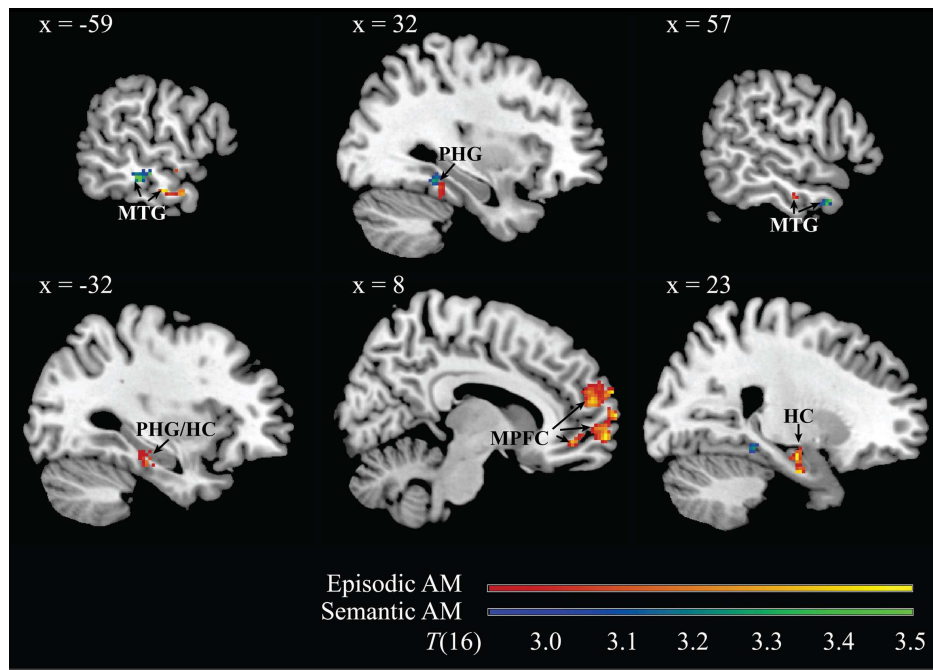 x = -59
x = 32
x = 57
PHG
MTG
MTG
x = -32
x = 8
x = 23
PHG/HC
MPFC
HC
Episodic AM
Semantic AM
T(16) 3.0 3.1 3.2 3.3 3.4 3.5